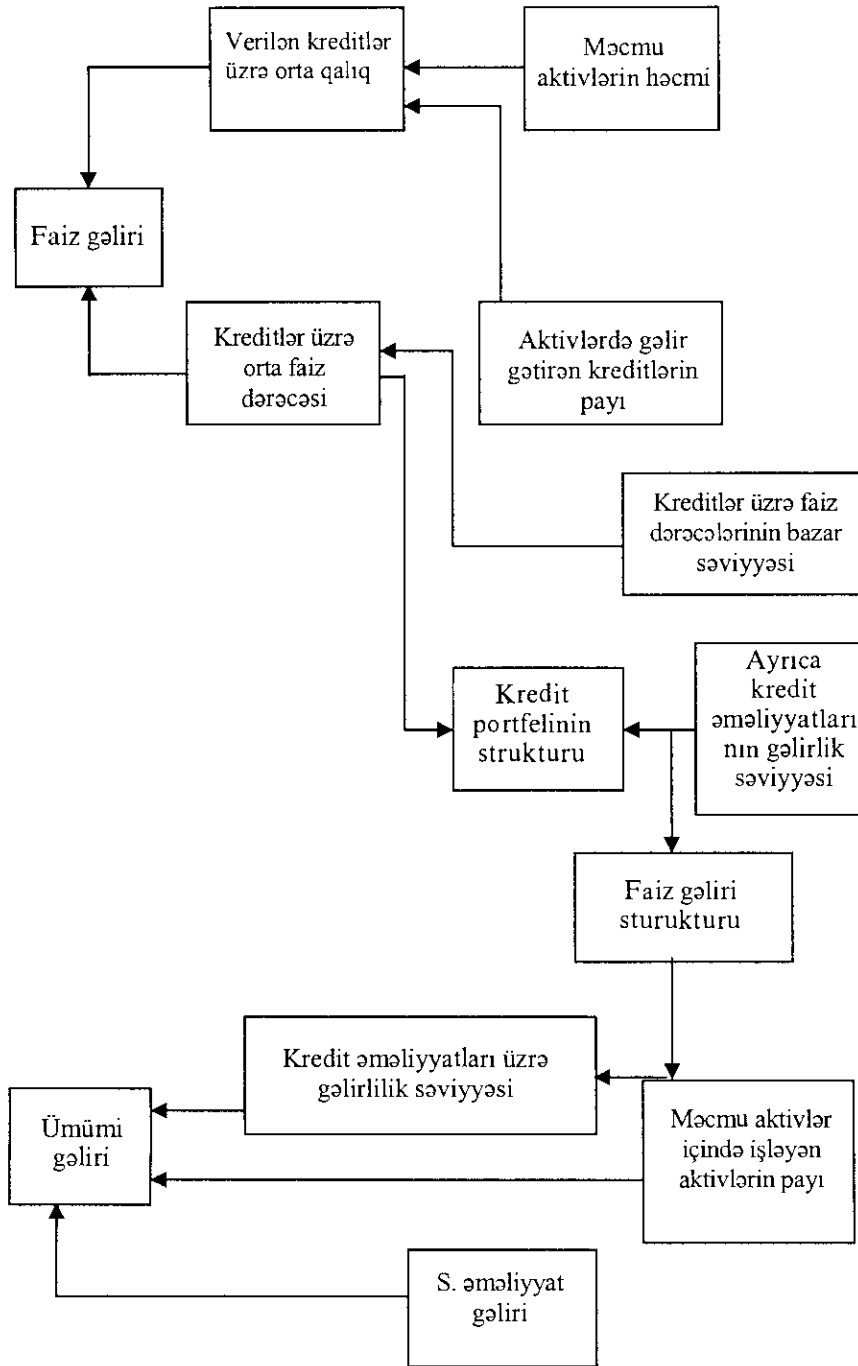 Verilən kreditlər
üzrə orta qalıq
Məcmu
aktivlərin həcmi
Faiz gəliri
Kreditlər üzrə
orta faiz
dərəcəsi
Aktivlərdə gəlir
gətirən kreditlərin
payı
Kreditlər üzrə faiz
dərəcələrinin bazar
səviyyəsi
Kredit
portfelinin
strukturu
Ayrıca
kredit
əməliyyatları
nın gəlirlik
səviyyəsi
Faiz gəliri
sturukturu
Kredit əməliyyatları üzrə
gəlirlilik səviyyəsi
Ümümi
gəliri
Məcmu aktivlər
içində işləyən
aktivlərin payı
S. əməliyyat
gəliri